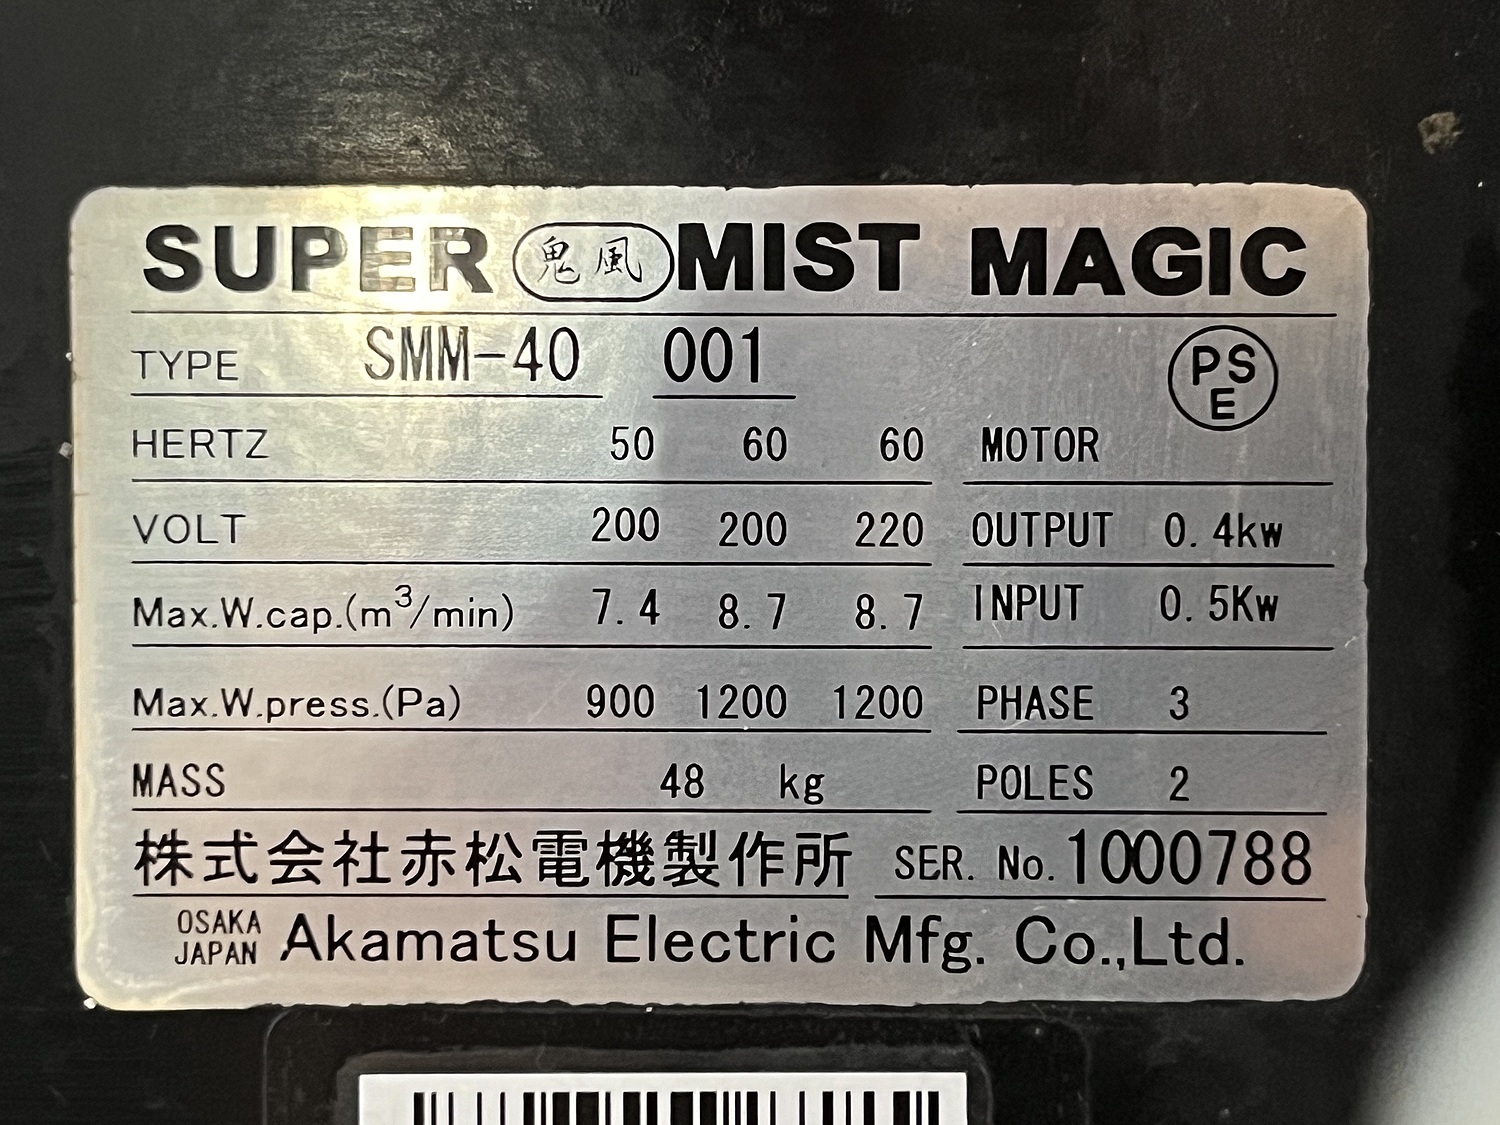 SUPER 鬼風 MIST MAGIC
TYPE SMM-40 001
PSE
HERTZ 50 60 60 MOTOR
VOLT 200 200 220 OUTPUT 0.4kw
Max.W.cap.(m³/min) 7.4 8.7 8.7 INPUT 0.5Kw
Max.W.press.(Pa) 900 1200 1200 PHASE 3
MASS 48 kg POLES 2
株式会社赤松電機製作所 SER. No. 1000788
OSAKA JAPAN Akamatsu Electric Mfg. Co.,Ltd.